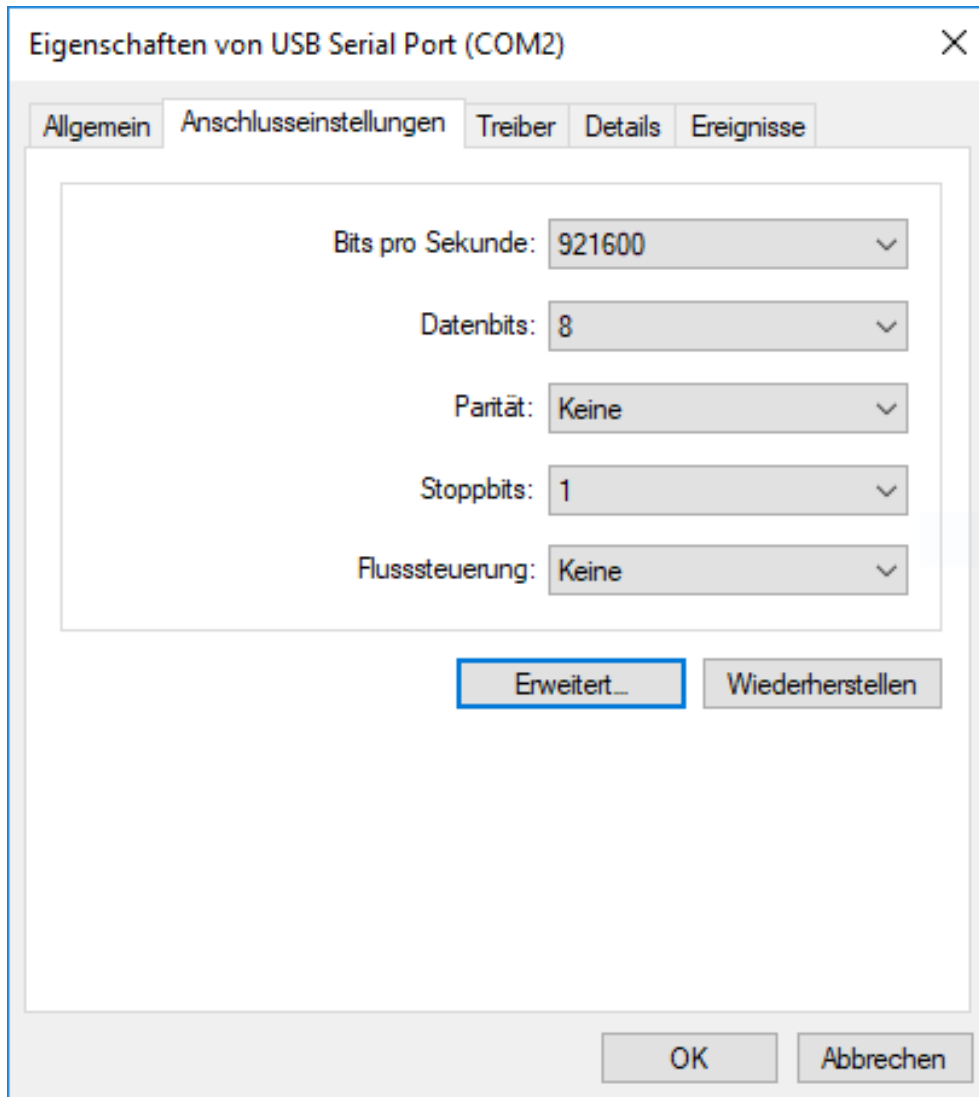 Eigenschaften von USB Serial Port (COM2)
Allgemein Anschlusseinstellungen Treiber Details Ereignisse
Bits pro Sekunde: 921600
Datenbits: 8
Parität: Keine
Stoppbits: 1
Flusssteuerung: Keine
Erweitert... Wiederherstellen
OK Abbrechen